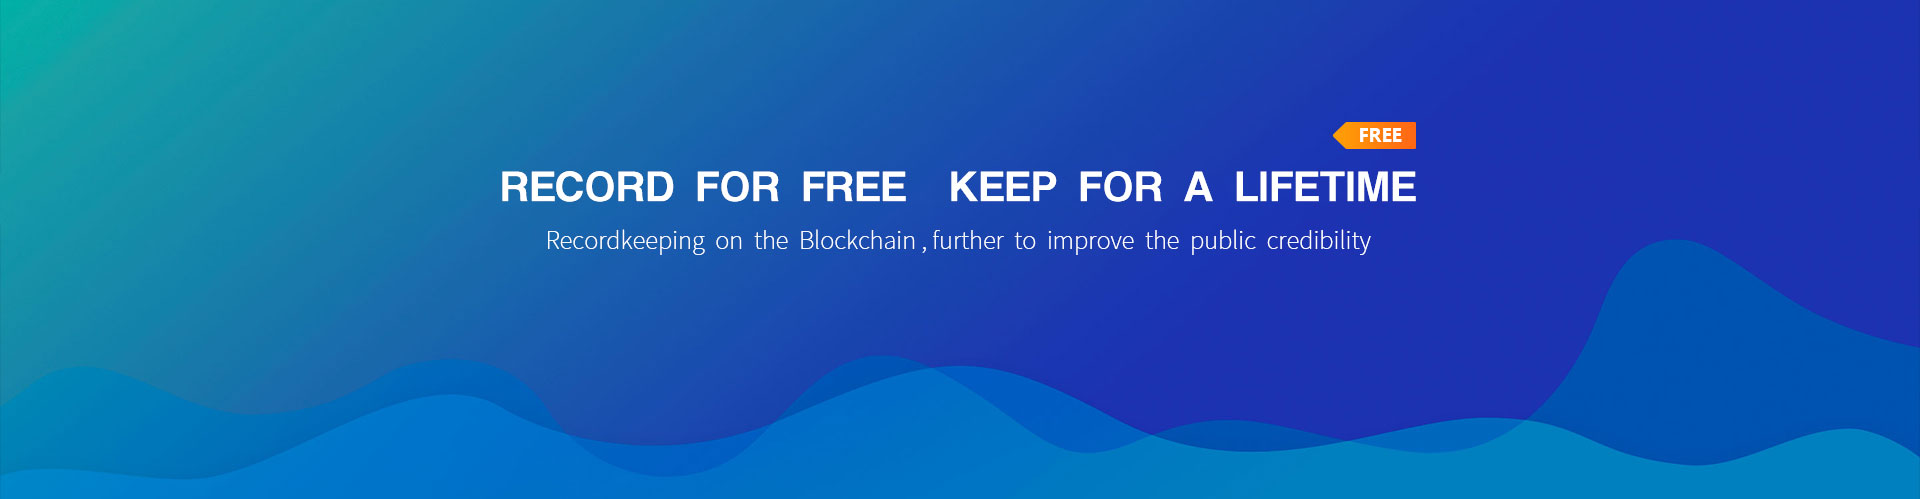 FREE
RECORD FOR FREE KEEP FOR A LIFETIME
Recordkeeping on the Blockchain , further to improve the public credibility